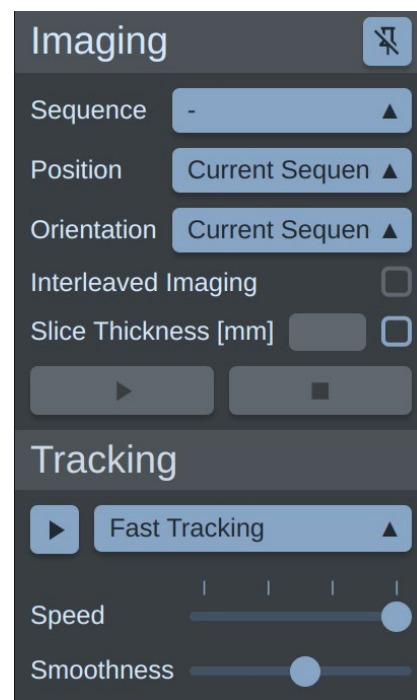 Imaging
Sequence -
Position Current Sequen
Orientation Current Sequen
Interleaved Imaging
Slice Thickness [mm]
Tracking
Fast Tracking
Speed
Smoothness